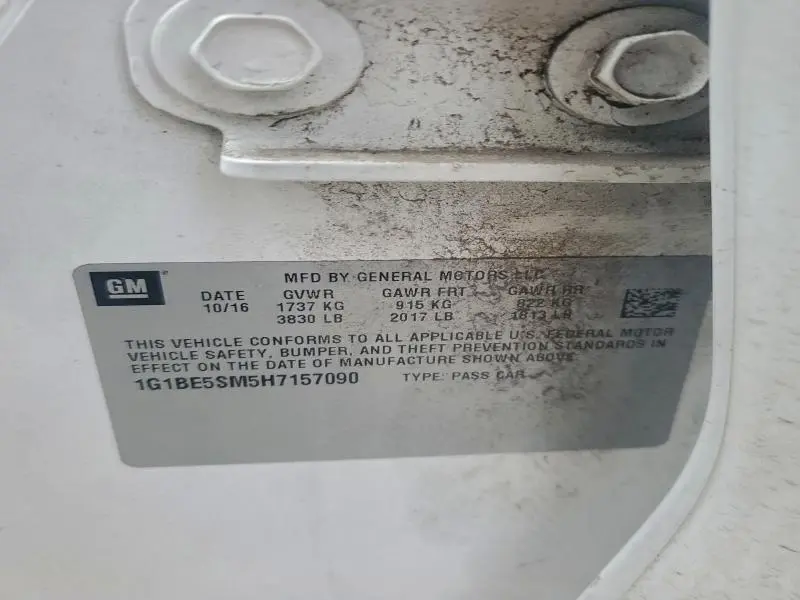 GM
MFD BY GENERAL MOTORS LLC
DATE GVWR GAWR FRT GAWR RR
10/16 1737 KG 915 KG 822 KG
3830 LB 2017 LB 1813 LB
THIS VEHICLE CONFORMS TO ALL APPLICABLE U.S. FEDERAL MOTOR
VEHICLE SAFETY, BUMPER, AND THEFT PREVENTION STANDARDS IN
EFFECT ON THE DATE OF MANUFACTURE SHOWN ABOVE.
1G1BE5SM5H7157090 TYPE: PASS CAR